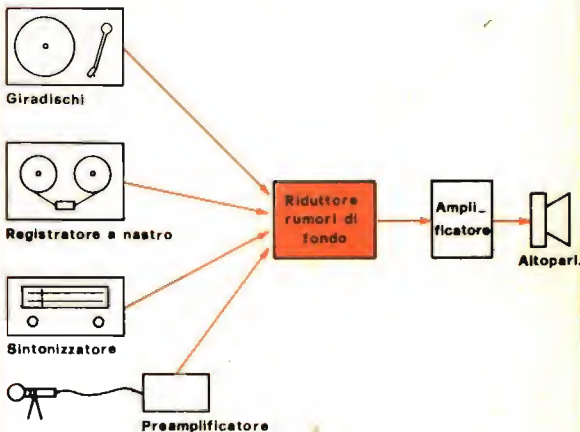 Giradischi
Registratore a nastro
Riduttore
rumori di
fondo
Ampli_
ficatore
Altoparl.
Sintonizzatore
Preamplificatore